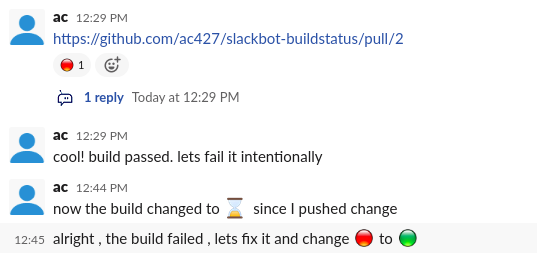 ac 12:29 PM
https://github.com/ac427/slackbot-buildstatus/pull/2
1
1 reply Today at 12:29 PM
ac 12:29 PM
cool! build passed. lets fail it intentionally
ac 12:44 PM
now the build changed to ⌛ since I pushed change
12:45 alright , the build failed , lets fix it and change 🔴 to 🟢